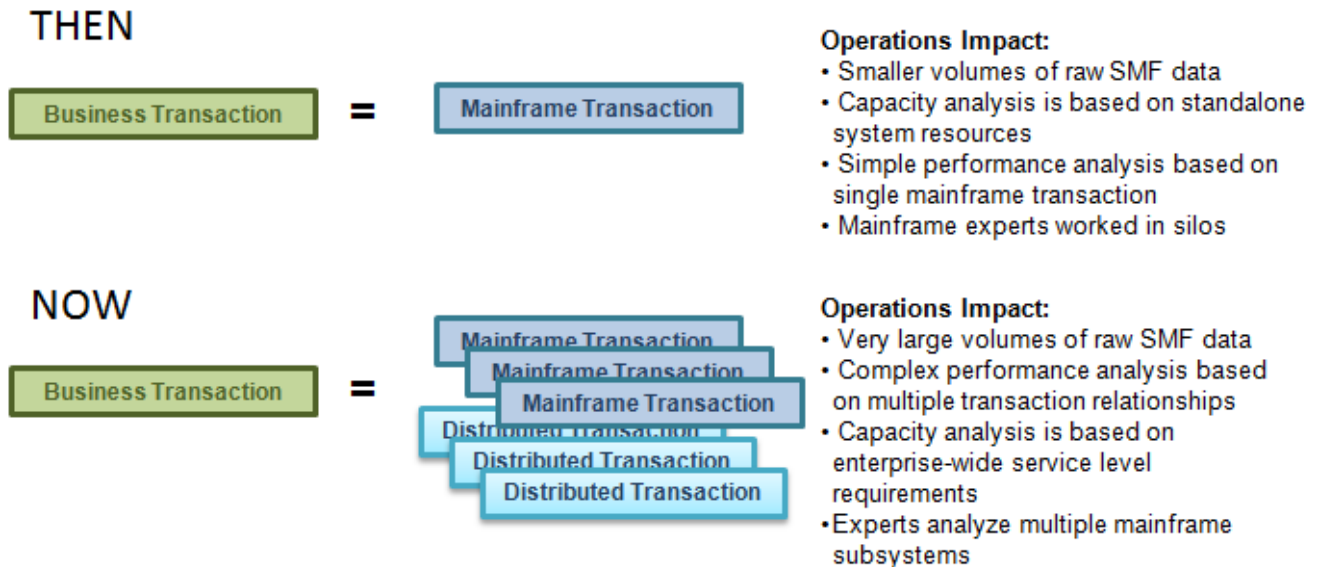 THEN
Business Transaction
=
Mainframe Transaction
Operations Impact:
• Smaller volumes of raw SMF data
• Capacity analysis is based on standalone
system resources
• Simple performance analysis based on
single mainframe transaction
• Mainframe experts worked in silos
NOW
Business Transaction
=
Mainframe Transaction
Mainframe Transaction
Mainframe Transaction
Distributed Transaction
Distributed Transaction
Distributed Transaction
Operations Impact:
• Very large volumes of raw SMF data
• Complex performance analysis based
on multiple transaction relationships
• Capacity analysis is based on
enterprise-wide service level
requirements
•Experts analyze multiple mainframe
subsystems